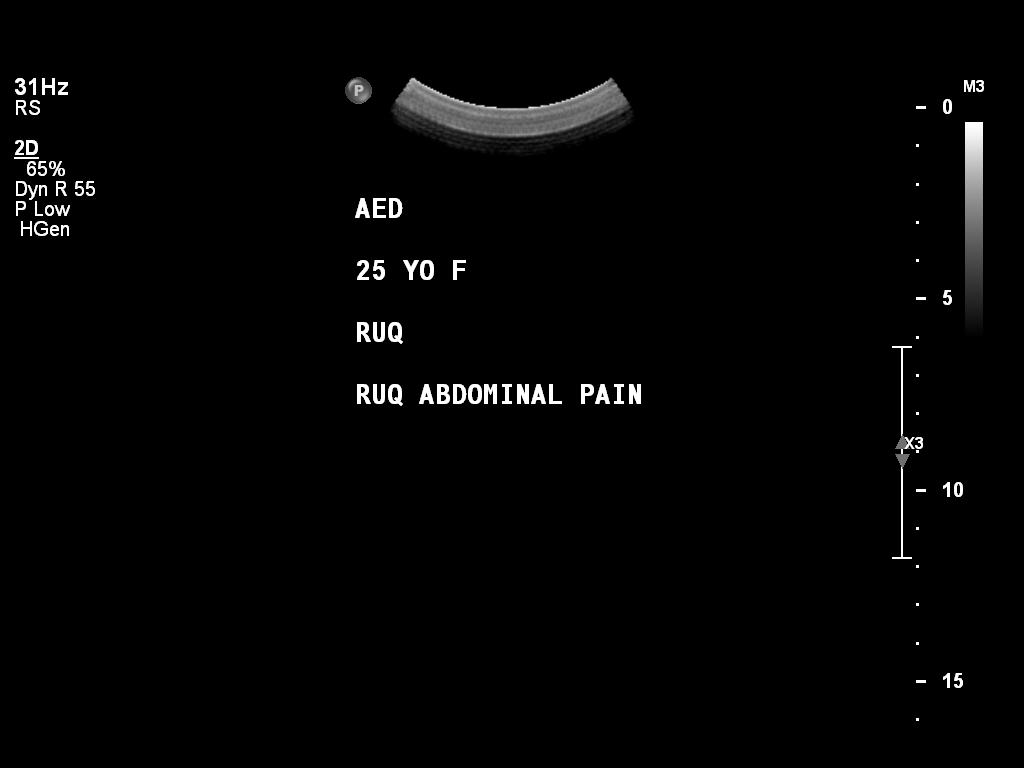 31Hz
RS
2D
65%
Dyn R 55
P Low
HGen
P
AED
25 YO F
RUQ
RUQ ABDOMINAL PAIN
M3
0
5
X3
10
15